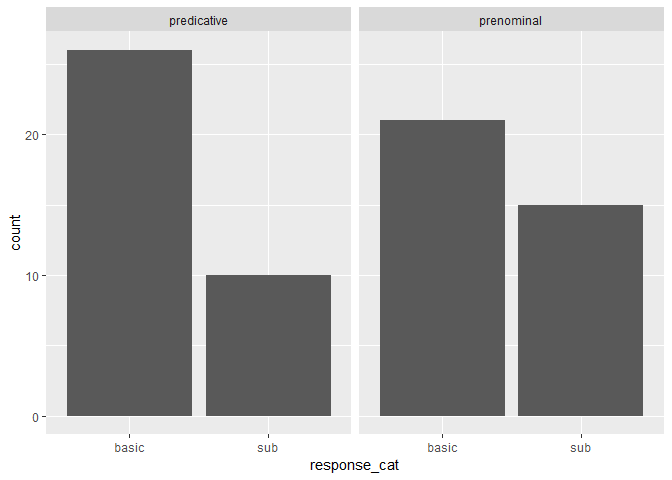 predicative
prenominal
count
20
10
0
basic
sub
basic
sub
response_cat